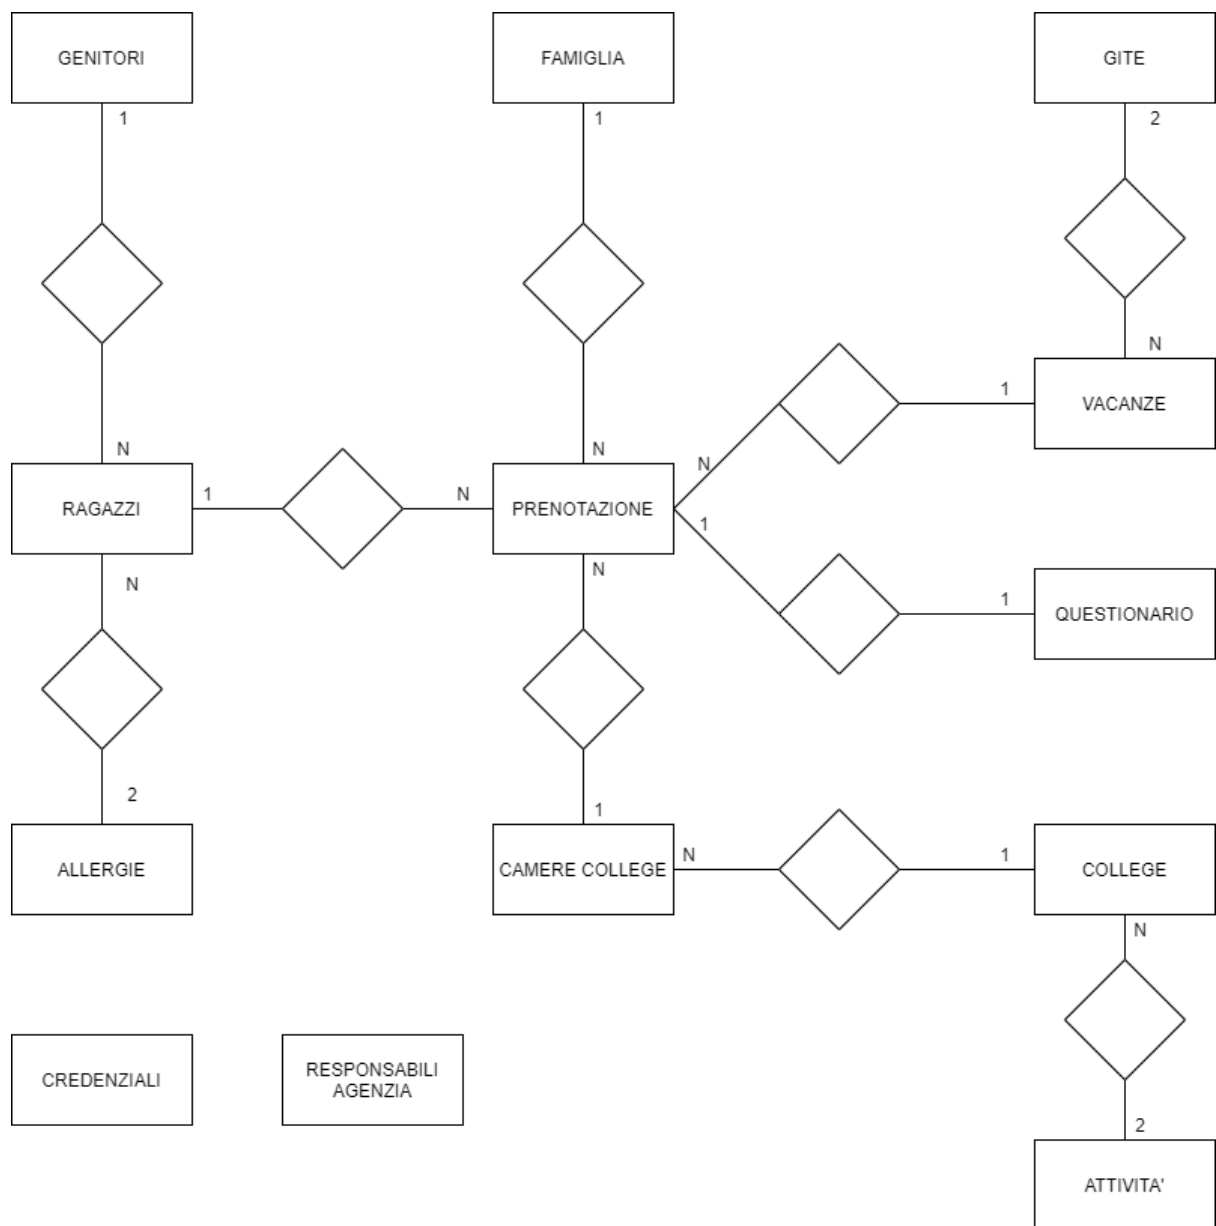 GENITORI
FAMIGLIA
GITE
1
1
2
N
VACANZE
1
N
N
N
RAGAZZI
1
N
PRENOTAZIONE
1
N
N
1
QUESTIONARIO
2
1
ALLERGIE
CAMERE COLLEGE
N
1
COLLEGE
N
CREDENZIALI
RESPONSABILI
AGENZIA
2
ATTIVITA'